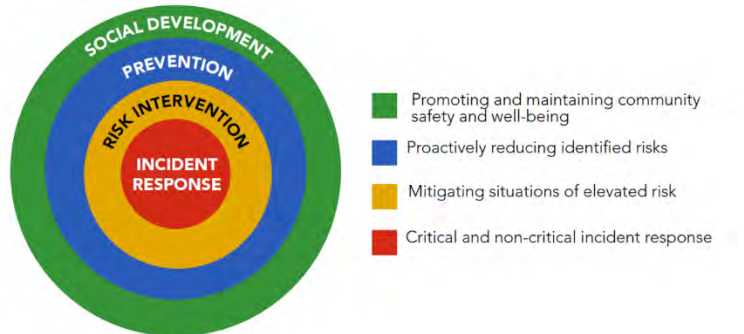 SOCIAL DEVELOPMENT
PREVENTION
RISK INTERVENTION
INCIDENT
RESPONSE
Promoting and maintaining community
safety and well-being
Proactively reducing identified risks
Mitigating situations of elevated risk
Critical and non-critical incident response